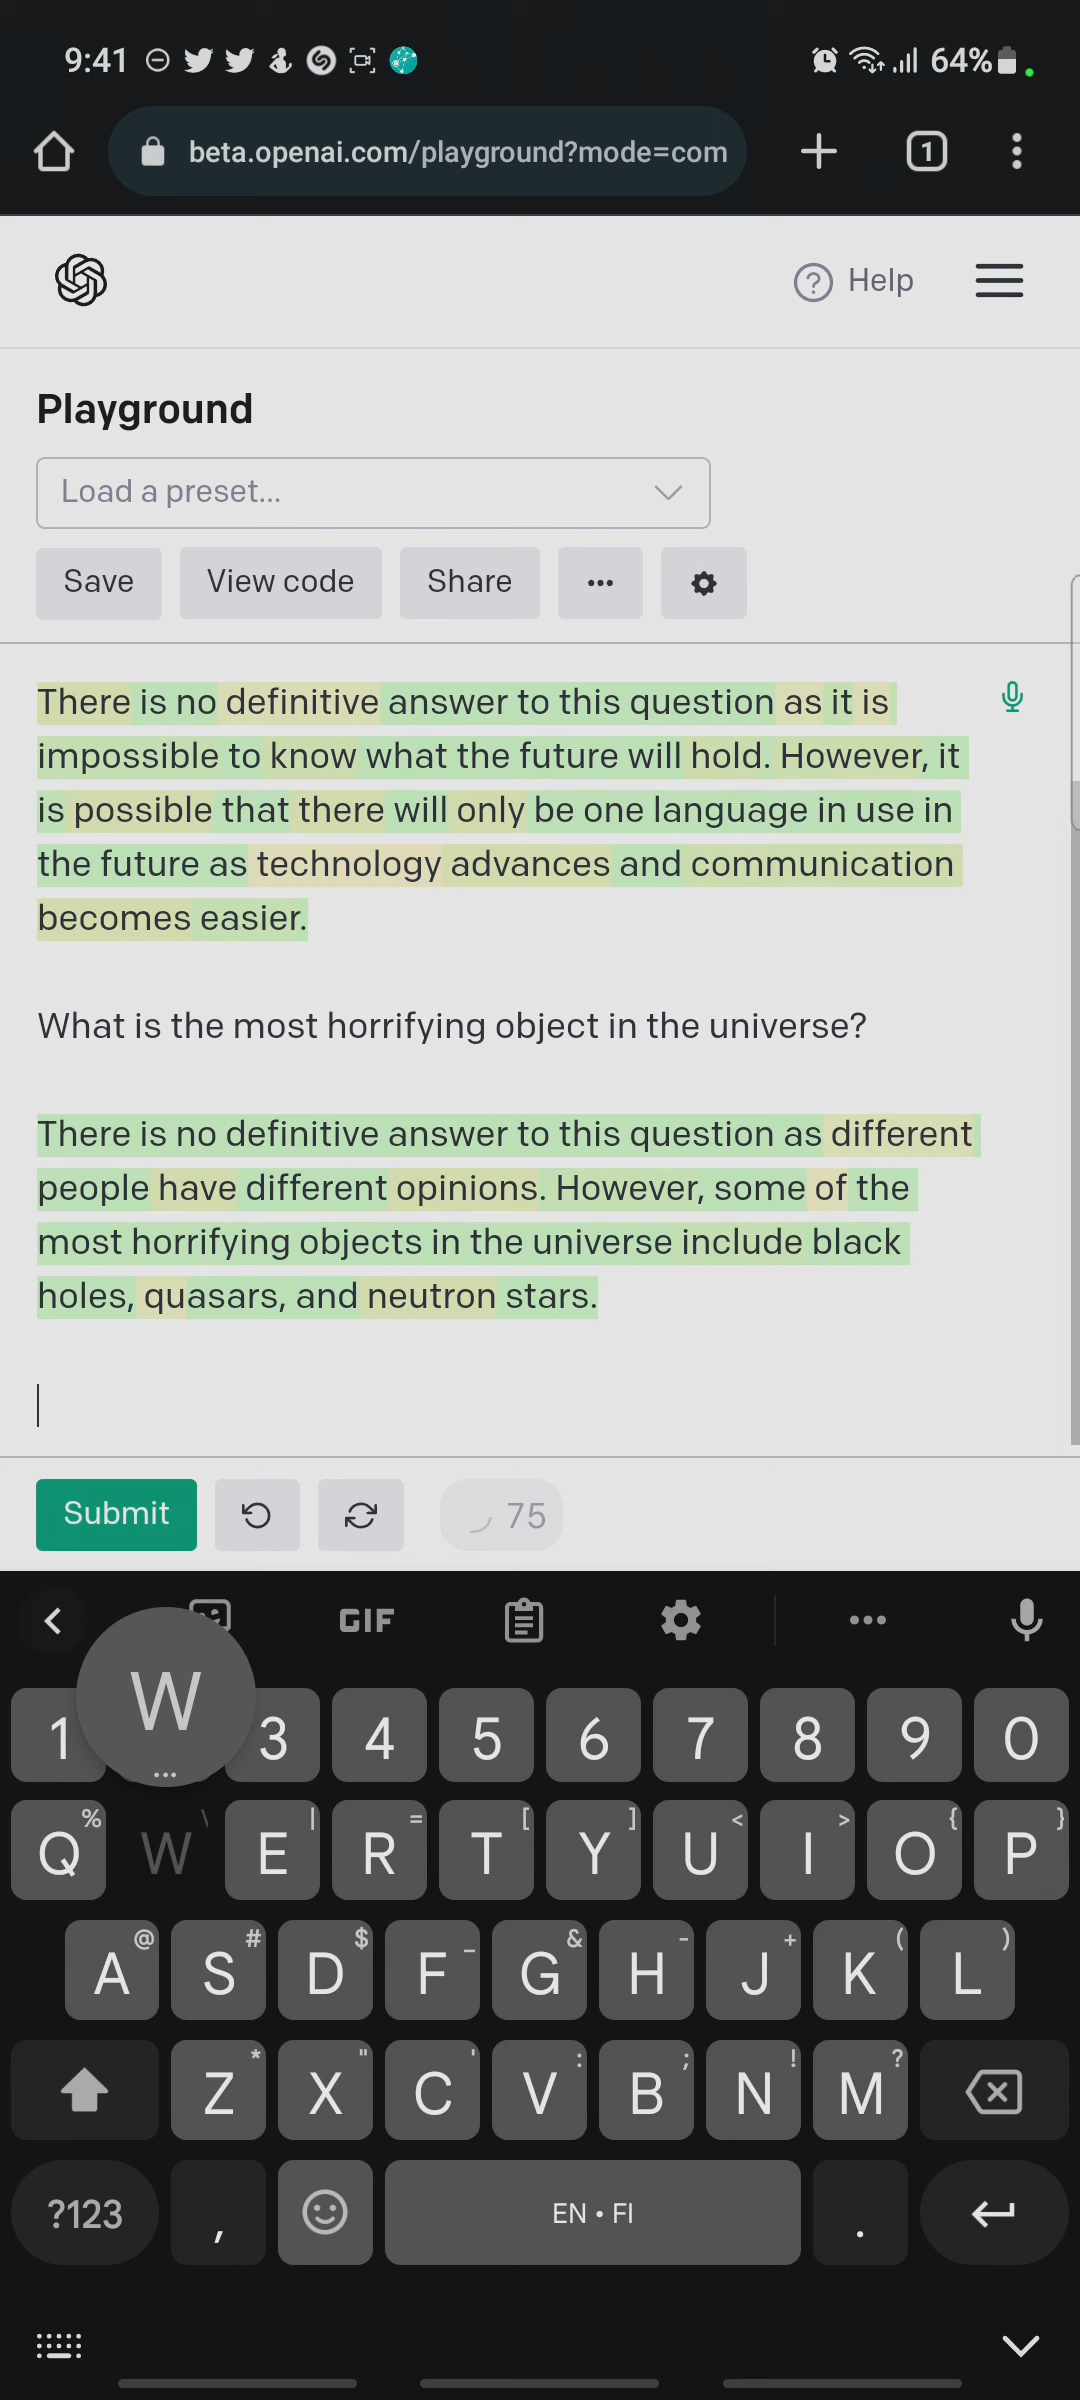 9:41
64%
beta.openai.com/playground?mode=com
1
Help
Playground
Load a preset...
Save View code Share ...
There is no definitive answer to this question as it is
impossible to know what the future will hold. However, it
is possible that there will only be one language in use in
the future as technology advances and communication
becomes easier.
What is the most horrifying object in the universe?
There is no definitive answer to this question as different
people have different opinions. However, some of the
most horrifying objects in the universe include black
holes, quasars, and neutron stars.
Submit 75
GIF
W
...
1 3 4 5 6 7 8 9 0
% \ | = [ ] < > { }
Q W E R T Y U I O P
@ # $ _ & - + ( )
A S D F G H J K L
* " ' : ; ! ?
Z X C V B N M
?123 , EN • FI .